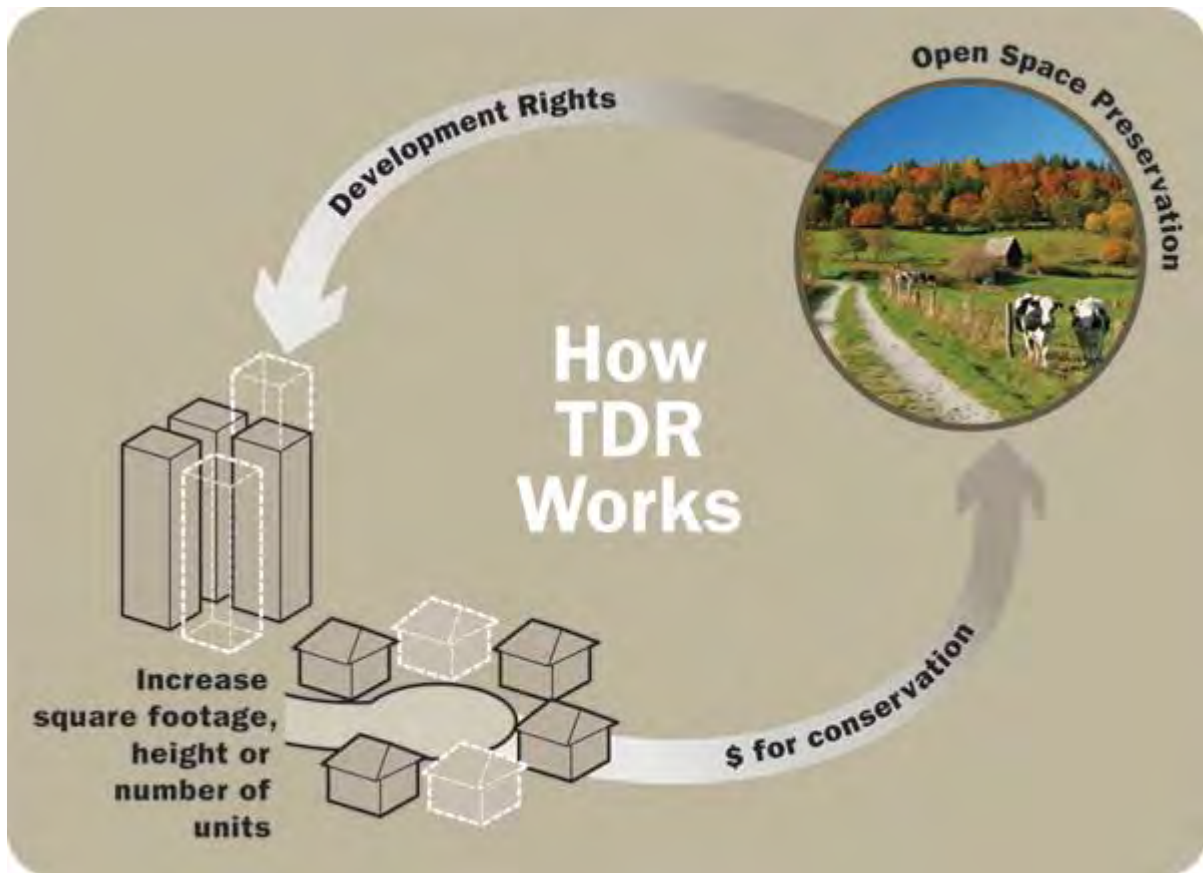 Open Space Preservation
Development Rights
How
TDR
Works
Increase
square footage,
height or
number of
units
$ for conservation